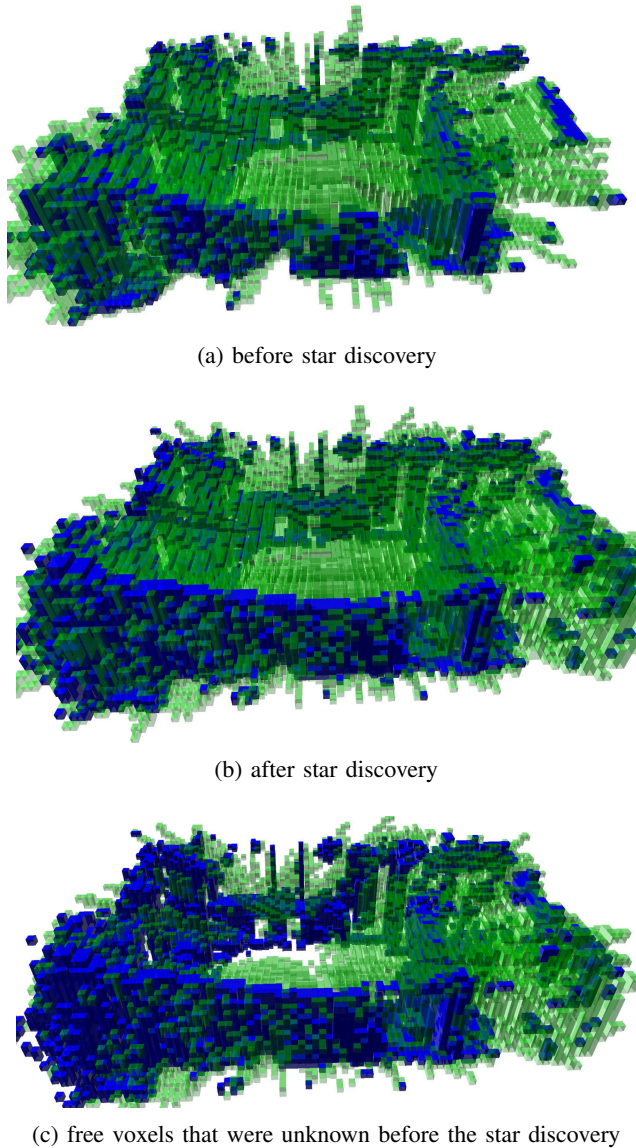 (a) before star discovery
(b) after star discovery
(c) free voxels that were unknown before the star discovery